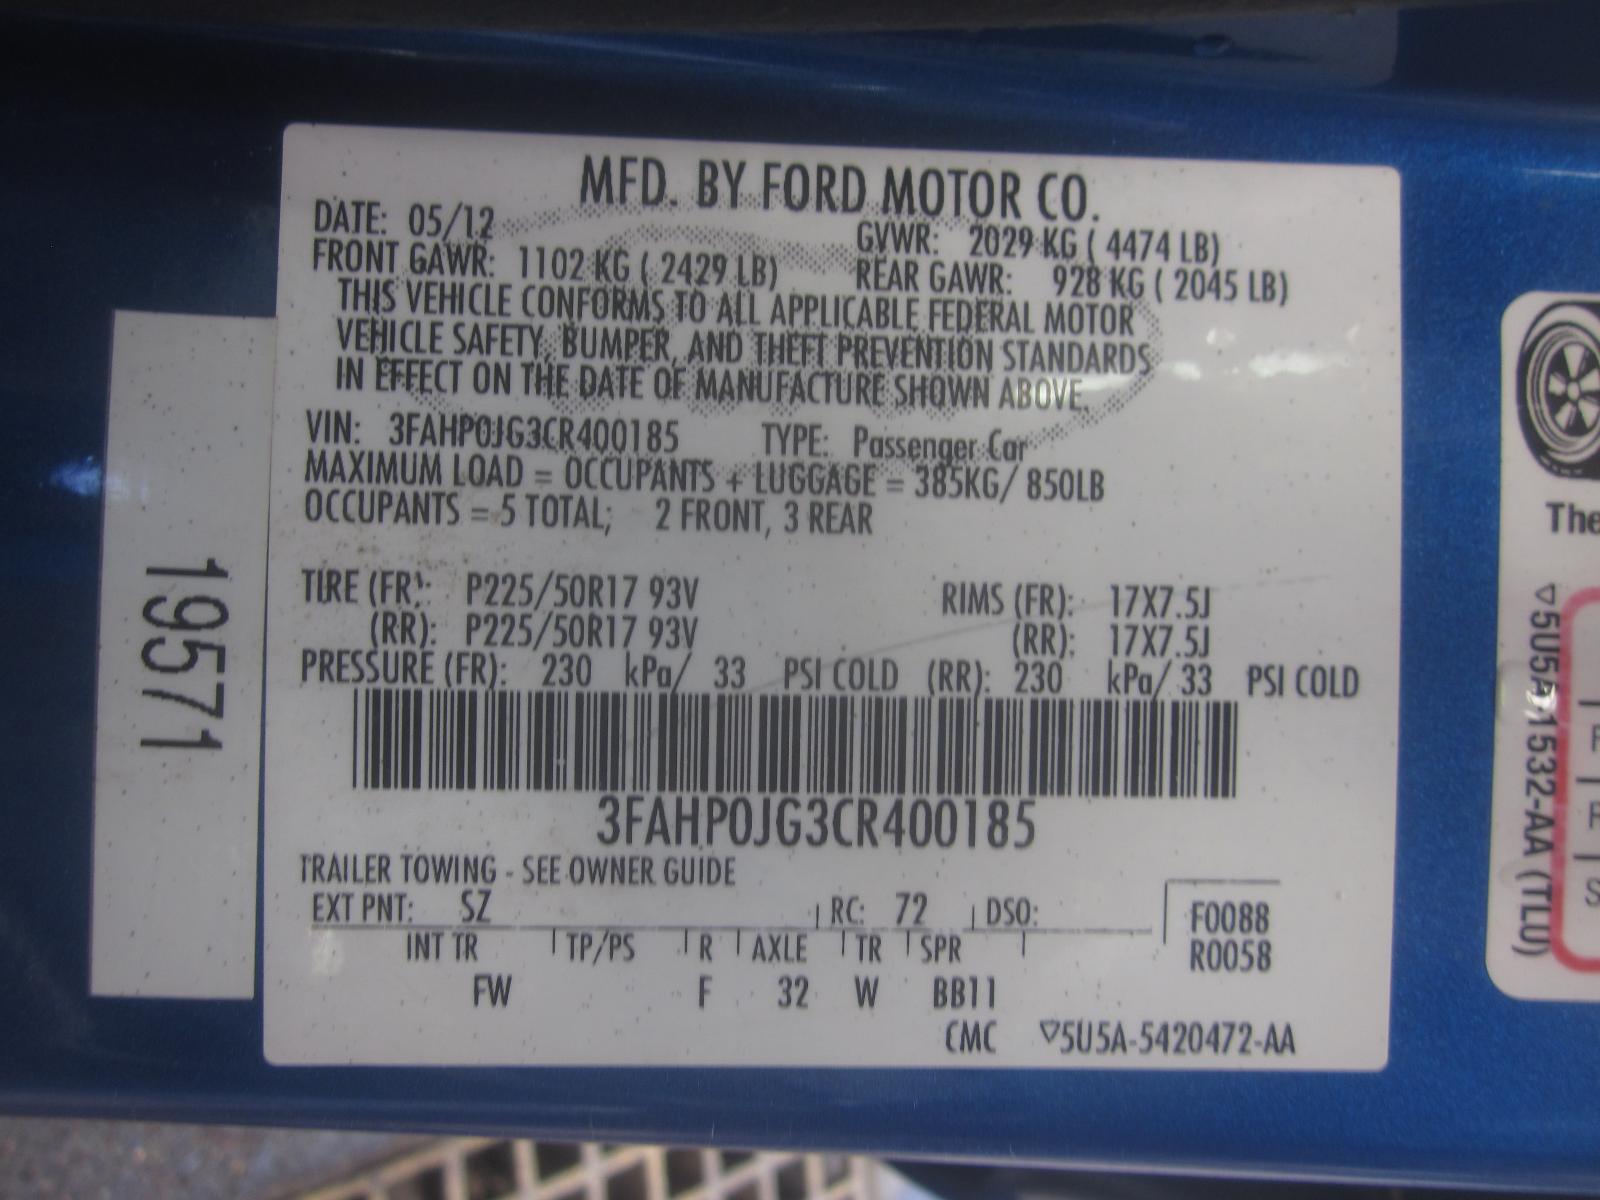 MFD. BY FORD MOTOR CO.
DATE: 05/12 GVWR: 2029 KG ( 4474 LB)
FRONT GAWR: 1102 KG ( 2429 LB) REAR GAWR: 928 KG ( 2045 LB)
THIS VEHICLE CONFORMS TO ALL APPLICABLE FEDERAL MOTOR
VEHICLE SAFETY, BUMPER, AND THEFT PREVENTION STANDARDS
IN EFFECT ON THE DATE OF MANUFACTURE SHOWN ABOVE.
VIN: 3FAHP0JG3CR400185 TYPE: Passenger Car
MAXIMUM LOAD = OCCUPANTS + LUGGAGE = 385KG/ 850LB
OCCUPANTS = 5 TOTAL; 2 FRONT, 3 REAR
TIRE (FR): P225/50R17 93V RIMS (FR): 17X7.5J
(RR): P225/50R17 93V (RR): 17X7.5J
PRESSURE (FR): 230 kPa/ 33 PSI COLD (RR): 230 kPa/ 33 PSI COLD
3FAHP0JG3CR400185
TRAILER TOWING - SEE OWNER GUIDE
EXT PNT: SZ RC: 72 DSO: F0088
INT TR TP/PS R AXLE TR SPR R0058
FW F 32 W BB11
CMC ▽5U5A-5420472-AA
19571
The
▽5U5A-1532-AA (TLU)
F
F
S